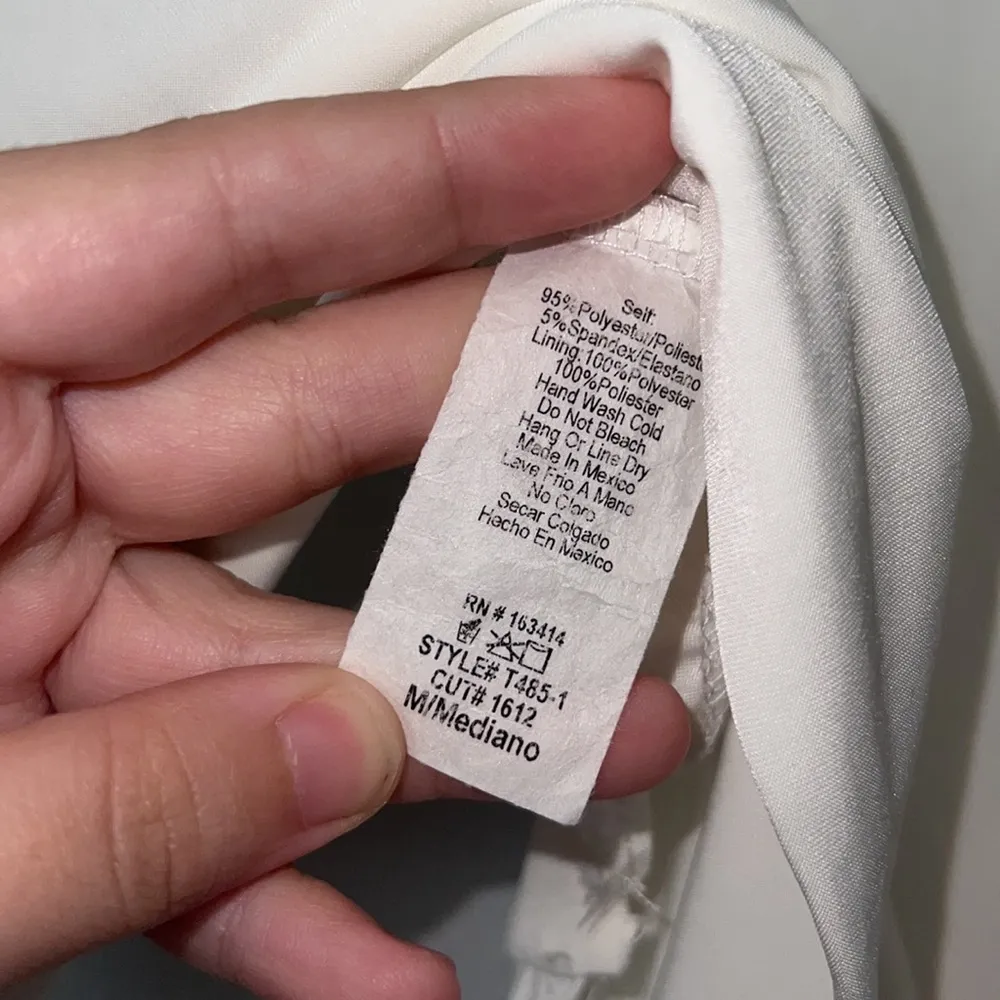 Self:
95%Polyester/Poliest
5%Spandex/Elastano
Lining:100%Polyester
100%Poliester
Hand Wash Cold
Do Not Bleach
Hang Or Line Dry
Made In Mexico
Lave Frio A Mano
No Cloro
Secar Colgado
Hecho En Mexico
RN # 163414
STYLE# T485-1
CUT# 1612
M/Mediano